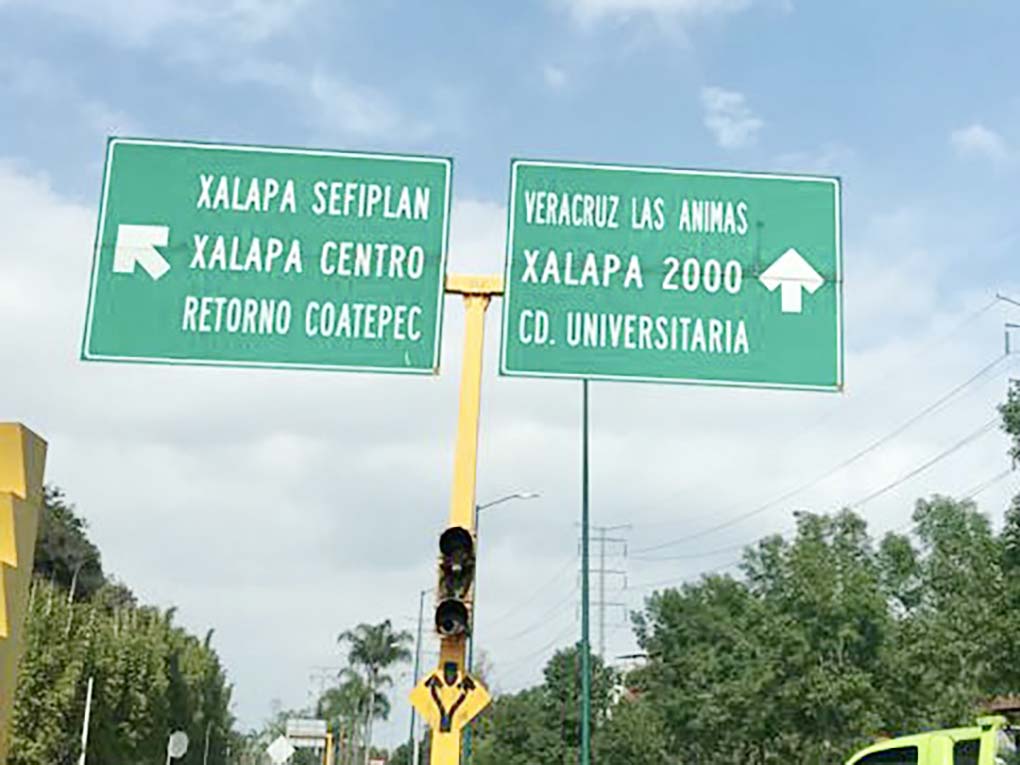 XALAPA SEFIPLAN
XALAPA CENTRO
RETORNO COATEPEC
VERACRUZ LAS ANIMAS
XALAPA 2000
CD. UNIVERSITARIA